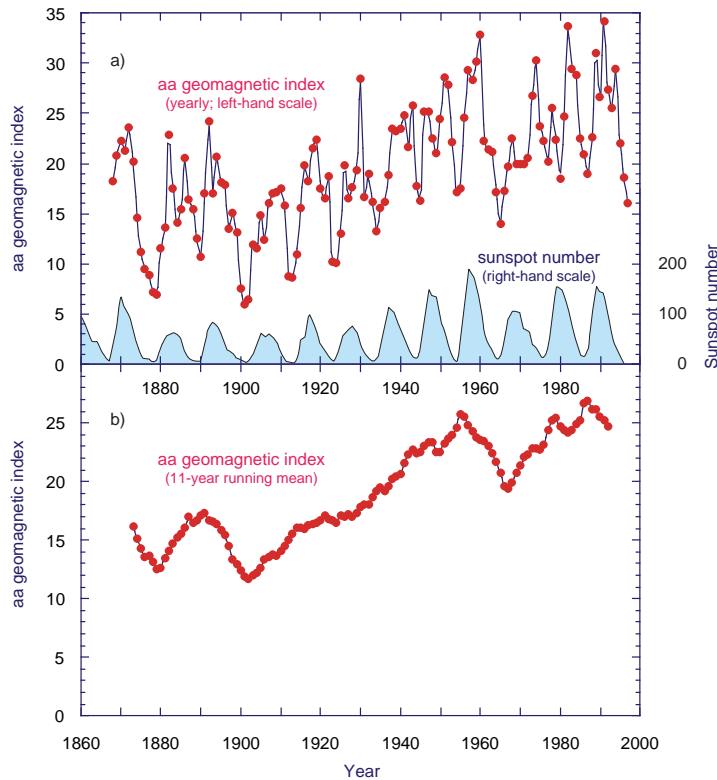 35
30
25
20
15
10
5
0
aa geomagnetic index
a)
aa geomagnetic index
(yearly; left-hand scale)
sunspot number
(right-hand scale)
200
100
0
Sunspot number
1880 1900 1920 1940 1960 1980
b)
aa geomagnetic index
(11-year running mean)
25
20
15
10
5
0
aa geomagnetic index
1860 1880 1900 1920 1940 1960 1980 2000
Year